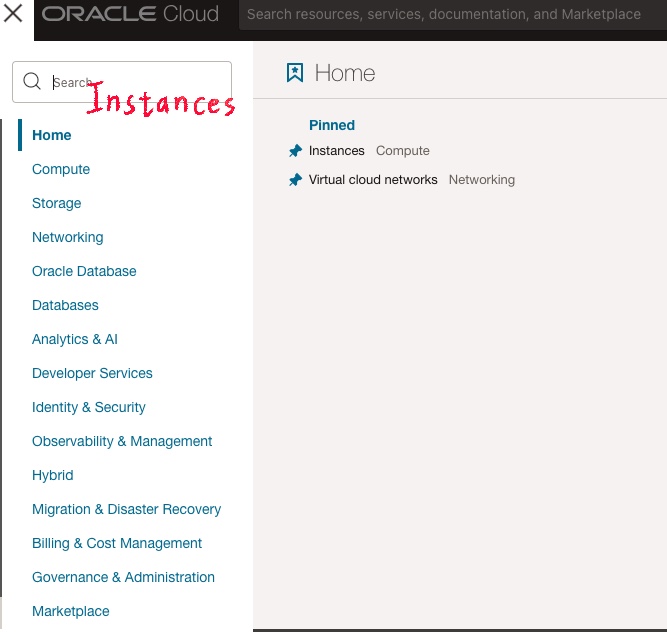 ORACLE Cloud
Search resources, services, documentation, and Marketplace
Search
Instances
Home
Compute
Storage
Networking
Oracle Database
Databases
Analytics & AI
Developer Services
Identity & Security
Observability & Management
Hybrid
Migration & Disaster Recovery
Billing & Cost Management
Governance & Administration
Marketplace
Home
Pinned
Instances Compute
Virtual cloud networks Networking